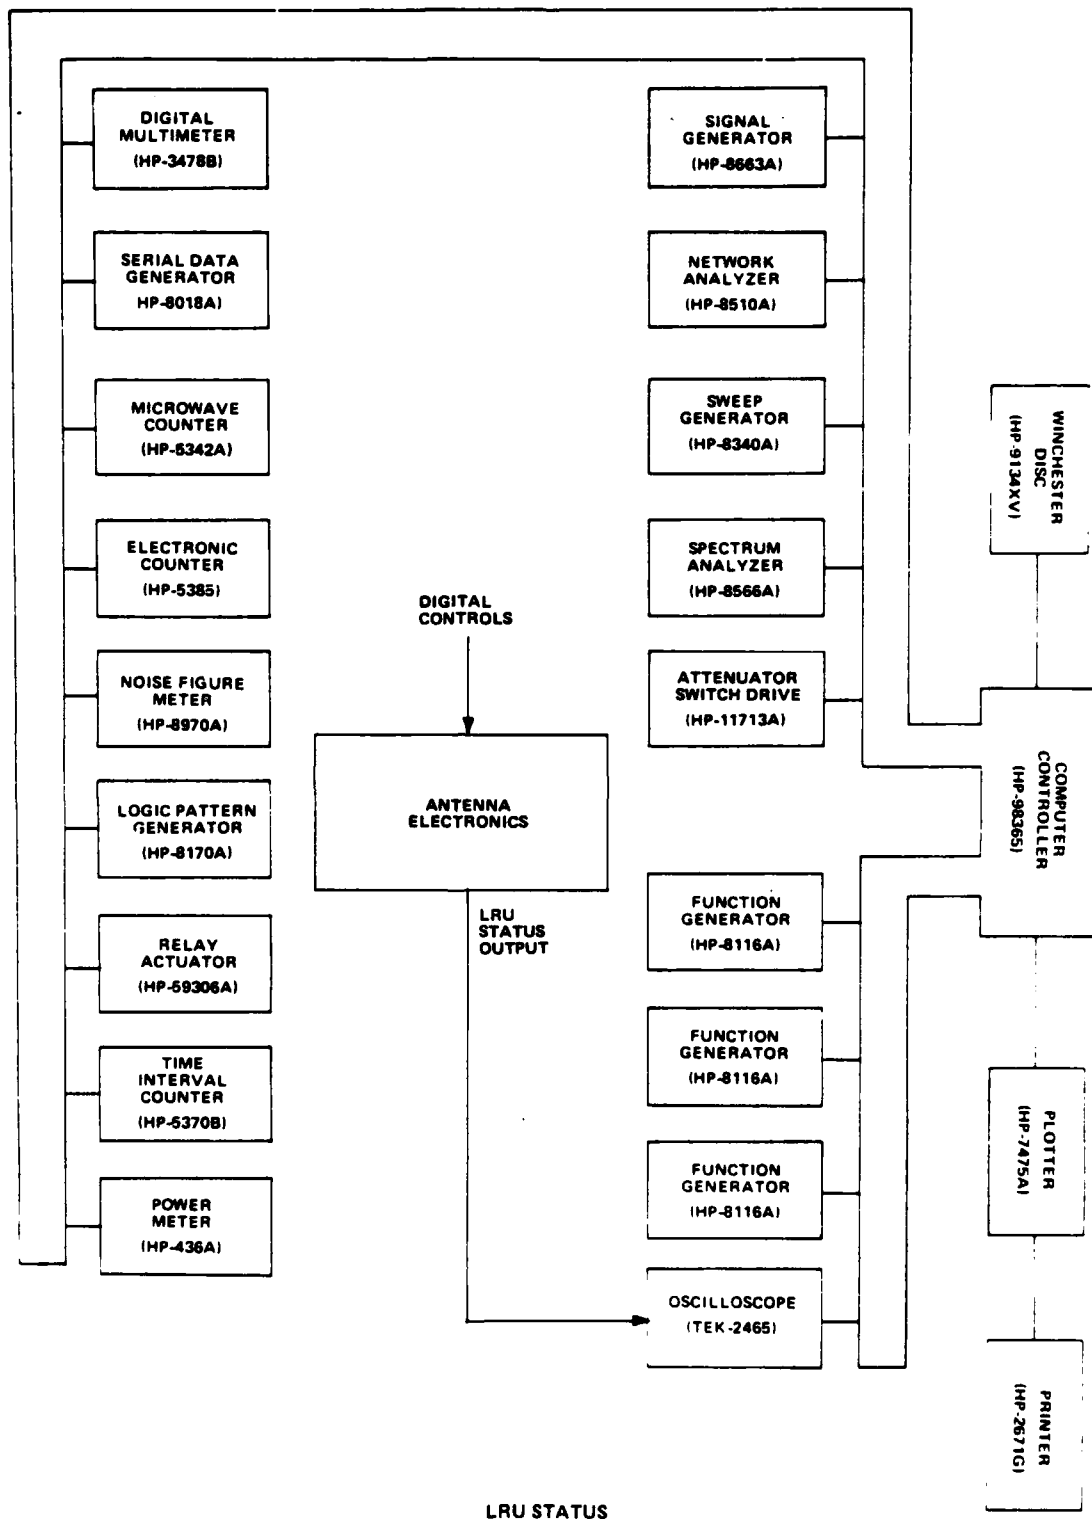 DIGITAL
MULTIMETER
(HP-3478B)
SERIAL DATA
GENERATOR
HP-8018A)
MICROWAVE
COUNTER
(HP-5342A)
ELECTRONIC
COUNTER
(HP-5385)
NOISE FIGURE
METER
(HP-8970A)
LOGIC PATTERN
GENERATOR
(HP-8170A)
RELAY
ACTUATOR
(HP-59306A)
TIME
INTERVAL
COUNTER
(HP-5370B)
POWER
METER
(HP-436A)
DIGITAL
CONTROLS
ANTENNA
ELECTRONICS
LRU
STATUS
OUTPUT
SIGNAL
GENERATOR
(HP-8663A)
NETWORK
ANALYZER
(HP-8510A)
SWEEP
GENERATOR
(HP-8340A)
SPECTRUM
ANALYZER
(HP-8566A)
ATTENUATOR
SWITCH DRIVE
(HP-11713A)
FUNCTION
GENERATOR
(HP-8116A)
FUNCTION
GENERATOR
(HP-8116A)
FUNCTION
GENERATOR
(HP-8116A)
OSCILLOSCOPE
(TEK-2465)
WINCHESTER
DISC
(HP-9134XV)
COMPUTER
CONTROLLER
(HP-98365)
PLOTTER
(HP-7475A)
PRINTER
(HP-2671G)
LRU STATUS